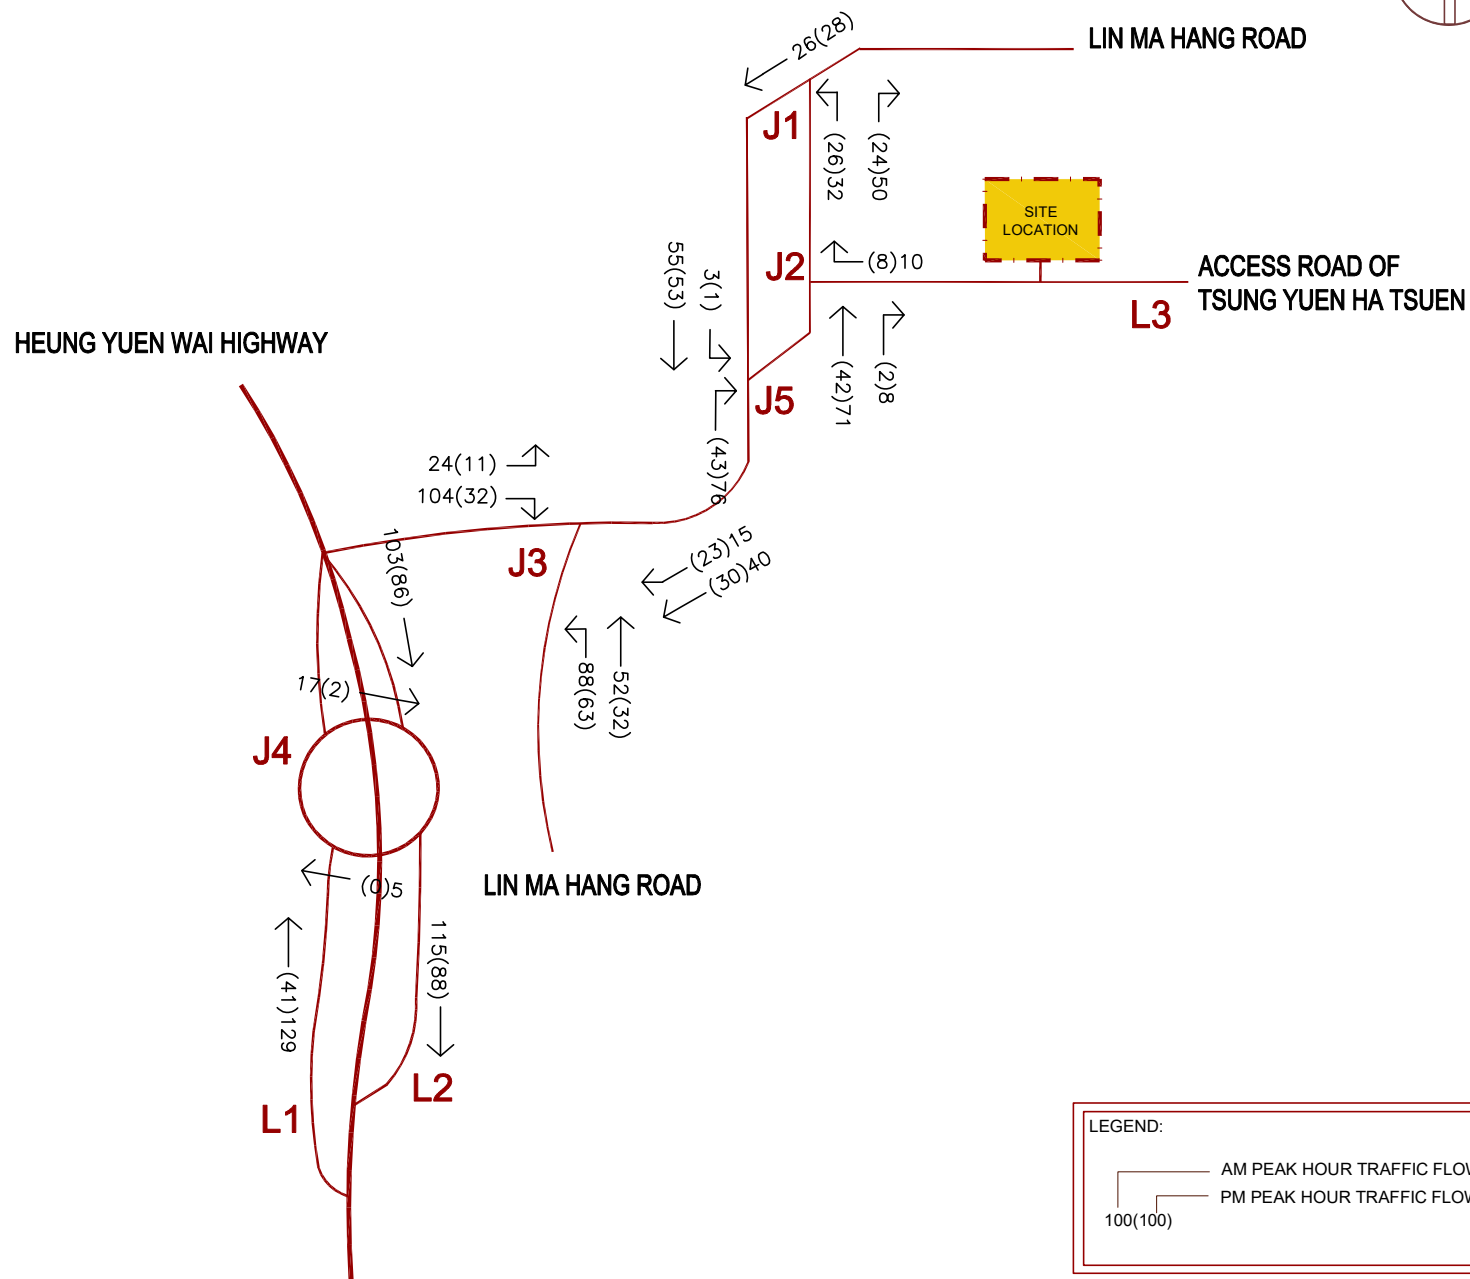 26(28)
LIN MA HANG ROAD
J1
(26)32
(24)50
SITE
LOCATION
55(53)
3(1)
J2
(8)10
ACCESS ROAD OF
TSUNG YUEN HA TSUEN
L3
HEUNG YUEN WAI HIGHWAY
J5
(42)71
(2)8
(43)76
24(11)
104(32)
103(86)
J3
(23)15
(30)40
17(2)
88(63)
52(32)
J4
(0)5
LIN MA HANG ROAD
(41)129
115(88)
L2
L1
LEGEND:
AM PEAK HOUR TRAFFIC FLOW
PM PEAK HOUR TRAFFIC FLOW
100(100)